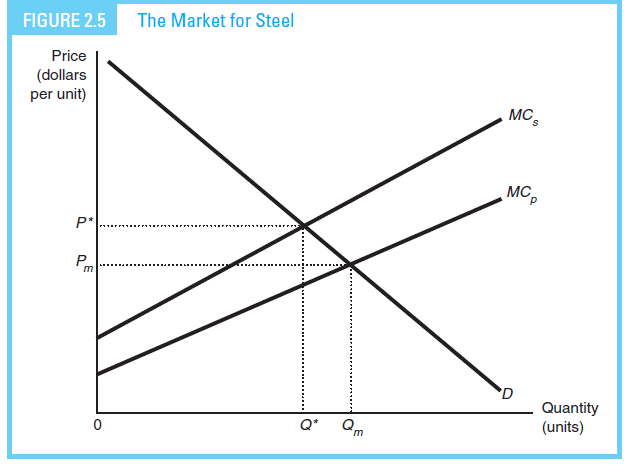 FIGURE 2.5 The Market for Steel
Price
(dollars
per unit)
MCs
MCp
P*
Pm
D
Quantity
(units)
0
Q*
Qm